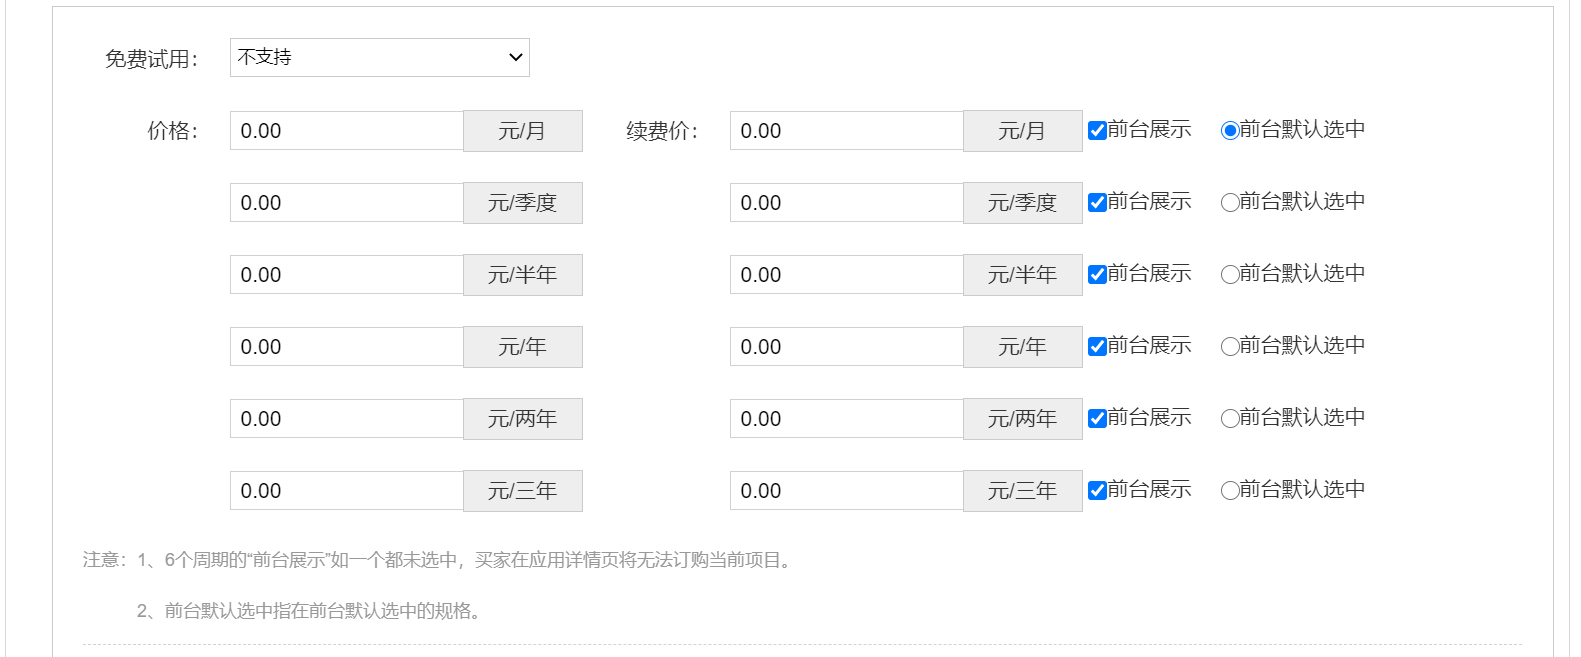 免费试用： 不支持
价格： 0.00 元/月 续费价： 0.00 元/月 前台展示 前台默认选中
0.00 元/季度 0.00 元/季度 前台展示 前台默认选中
0.00 元/半年 0.00 元/半年 前台展示 前台默认选中
0.00 元/年 0.00 元/年 前台展示 前台默认选中
0.00 元/两年 0.00 元/两年 前台展示 前台默认选中
0.00 元/三年 0.00 元/三年 前台展示 前台默认选中
注意：1、6个周期的“前台展示”如一个都未选中，买家在应用详情页将无法订购当前项目。
2、前台默认选中指在前台默认选中的规格。